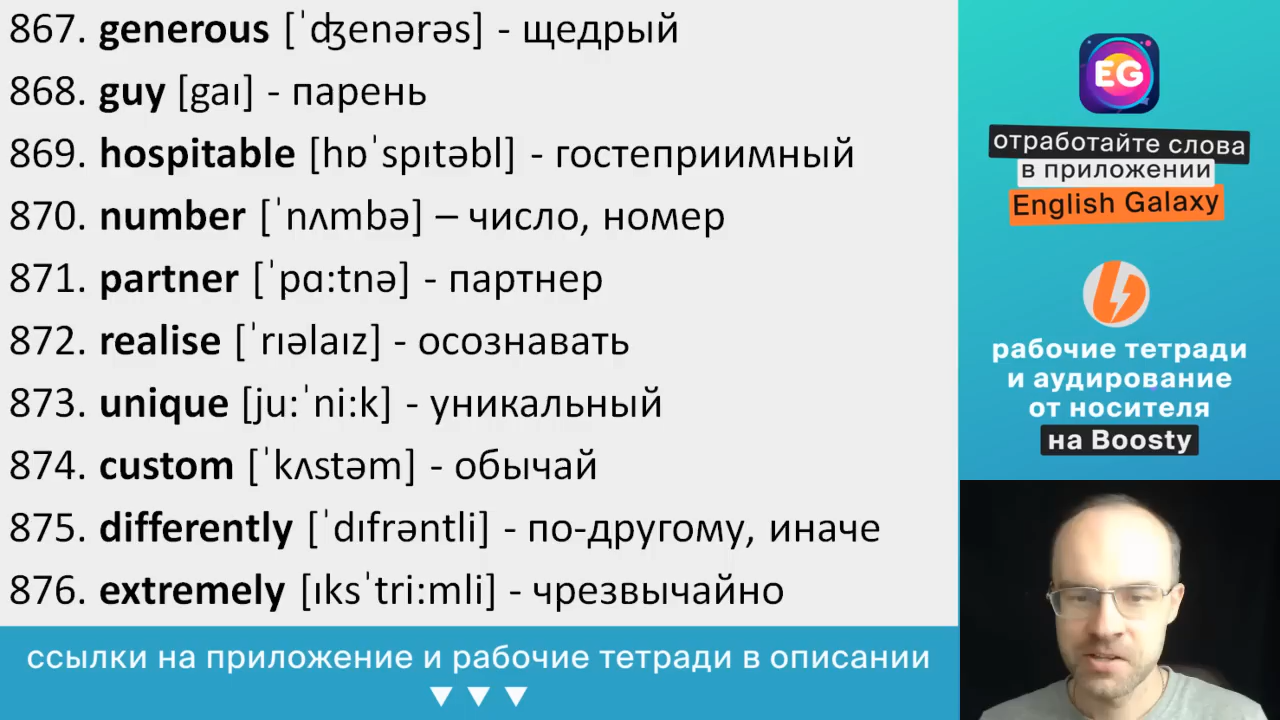 867. generous [ˈʤenərəs] - щедрый
868. guy [gaɪ] - парень
869. hospitable [hɒˈspɪtəbl] - гостеприимный
870. number [ˈnʌmbə] – число, номер
871. partner [ˈpɑ:tnə] - партнер
872. realise [ˈrɪəlaɪz] - осознавать
873. unique [ju:ˈni:k] - уникальный
874. custom [ˈkʌstəm] - обычай
875. differently [ˈdɪfrəntli] - по-другому, иначе
876. extremely [ɪksˈtri:mli] - чрезвычайно
ссылки на приложение и рабочие тетради в описании
EG
отработайте слова
в приложении
English Galaxy
рабочие тетради
и аудирование
от носителя
на Boosty